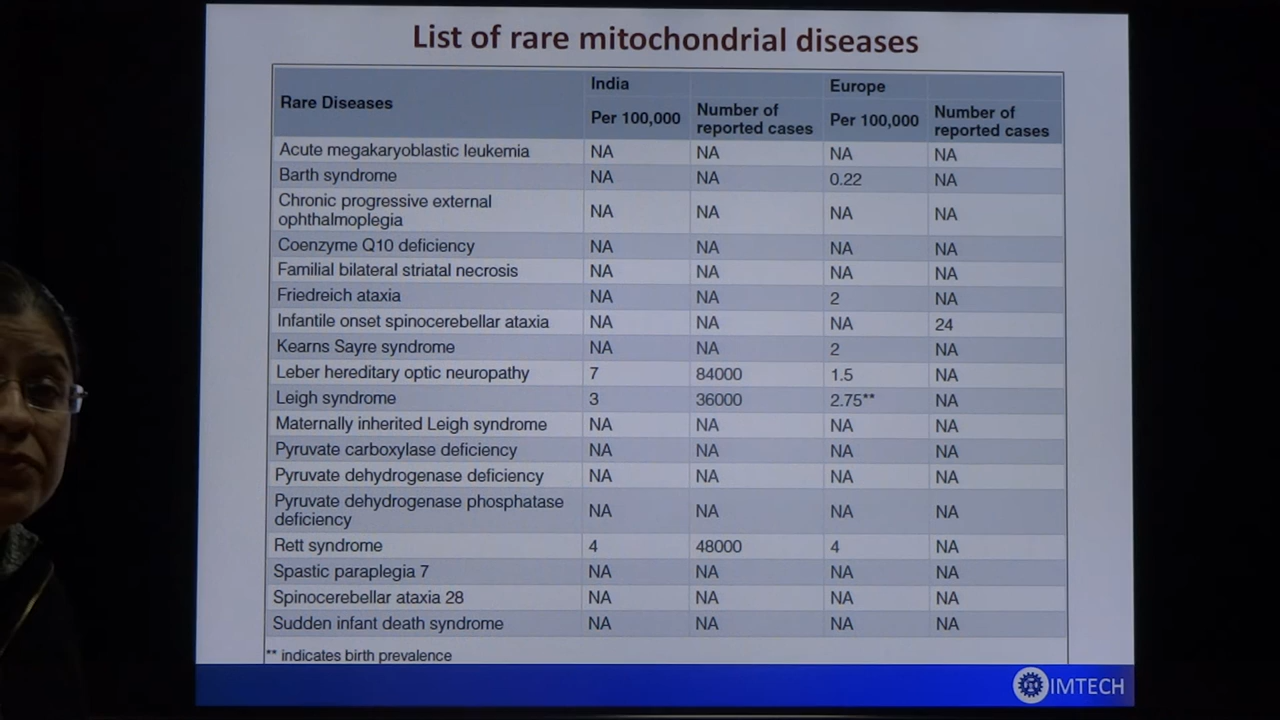 List of rare mitochondrial diseases
Rare Diseases India Europe
Per 100,000 Number of reported cases Per 100,000 Number of reported cases
Acute megakaryoblastic leukemia NA NA NA NA
Barth syndrome NA NA 0.22 NA
Chronic progressive external
ophthalmoplegia NA NA NA NA
Coenzyme Q10 deficiency NA NA NA NA
Familial bilateral striatal necrosis NA NA NA NA
Friedreich ataxia NA NA 2 NA
Infantile onset spinocerebellar ataxia NA NA NA 24
Kearns Sayre syndrome NA NA 2 NA
Leber hereditary optic neuropathy 7 84000 1.5 NA
Leigh syndrome 3 36000 2.75** NA
Maternally inherited Leigh syndrome NA NA NA NA
Pyruvate carboxylase deficiency NA NA NA NA
Pyruvate dehydrogenase deficiency NA NA NA NA
Pyruvate dehydrogenase phosphatase
deficiency NA NA NA NA
Rett syndrome 4 48000 4 NA
Spastic paraplegia 7 NA NA NA NA
Spinocerebellar ataxia 28 NA NA NA NA
Sudden infant death syndrome NA NA NA NA
** indicates birth prevalence
IMTECH